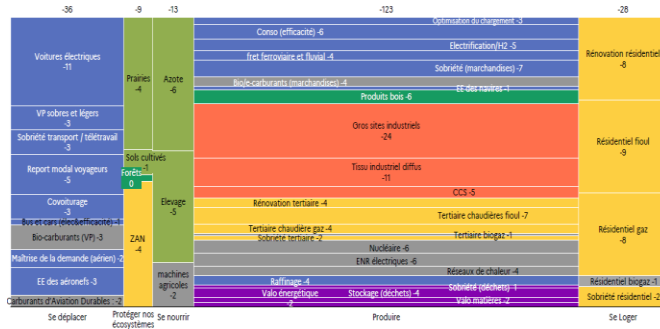 -36
-9
-13
-123
-28
Voitures électriques
-11
VP sobres et légers
-3
Sobriété transport / télétravail
-3
Report modal voyageurs
-5
Covoiturage
-3
Bus et cars (élec&efficacité) -1
Bio-carburants (VP) -3
Maîtrise de la demande (aérien) -2
EE des aéronefs -3
Carburants d'Aviation Durables : -2
Prairies
-4
Sols cultivés
-1
Forêts
0
ZAN
-4
Azote
-6
Elevage
-5
machines
agricoles
-2
Optimisation du chargement -3
Conso (efficacité) -6
Electrification/H2 -5
fret ferroviaire et fluvial -4
Sobriété (marchandises) -7
Bio/e-carburants (marchandises) -4
EE des navires -1
Produits bois -6
Gros sites industriels
-24
Tissu industriel diffus
-11
CCS -5
Rénovation tertiaire -4
Tertiaire chaudières fioul -7
Tertiaire chaudière gaz -4
Tertiaire biogaz -1
Sobriété tertiaire -2
Nucléaire -6
ENR électriques -6
Réseaux de chaleur -4
Raffinage -4
Sobriété (déchets) -1
Valo énergétique
-2
Stockage (déchets) -4
Valo matières -2
Rénovation résidentiel
-8
Résidentiel fioul
-9
Résidentiel gaz
-8
Résidentiel biogaz -1
Sobriété résidentiel -2
Se déplacer
Protéger nos
écosystèmes
Se nourrir
Produire
Se Loger